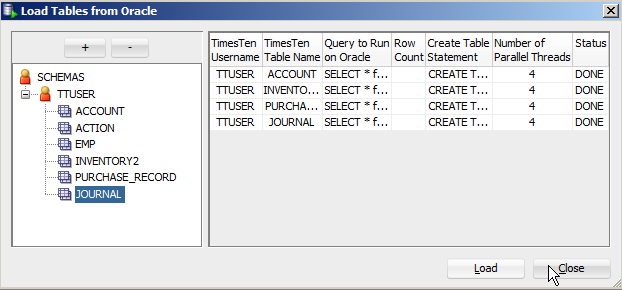 Load Tables from Oracle
+ -
SCHEMAS
TTUSER
ACCOUNT
ACTION
EMP
INVENTORY2
PURCHASE_RECORD
JOURNAL
TimesTen TimesTen Query to Run Row Create Table Number of Status
Username Table Name on Oracle Count Statement Parallel Threads
TTUSER ACCOUNT SELECT * f... CREATE T... 4 DONE
TTUSER INVENTO... SELECT * f... CREATE T... 4 DONE
TTUSER PURCHA... SELECT * f... CREATE T... 4 DONE
TTUSER JOURNAL SELECT * f... CREATE T... 4 DONE
Load Close